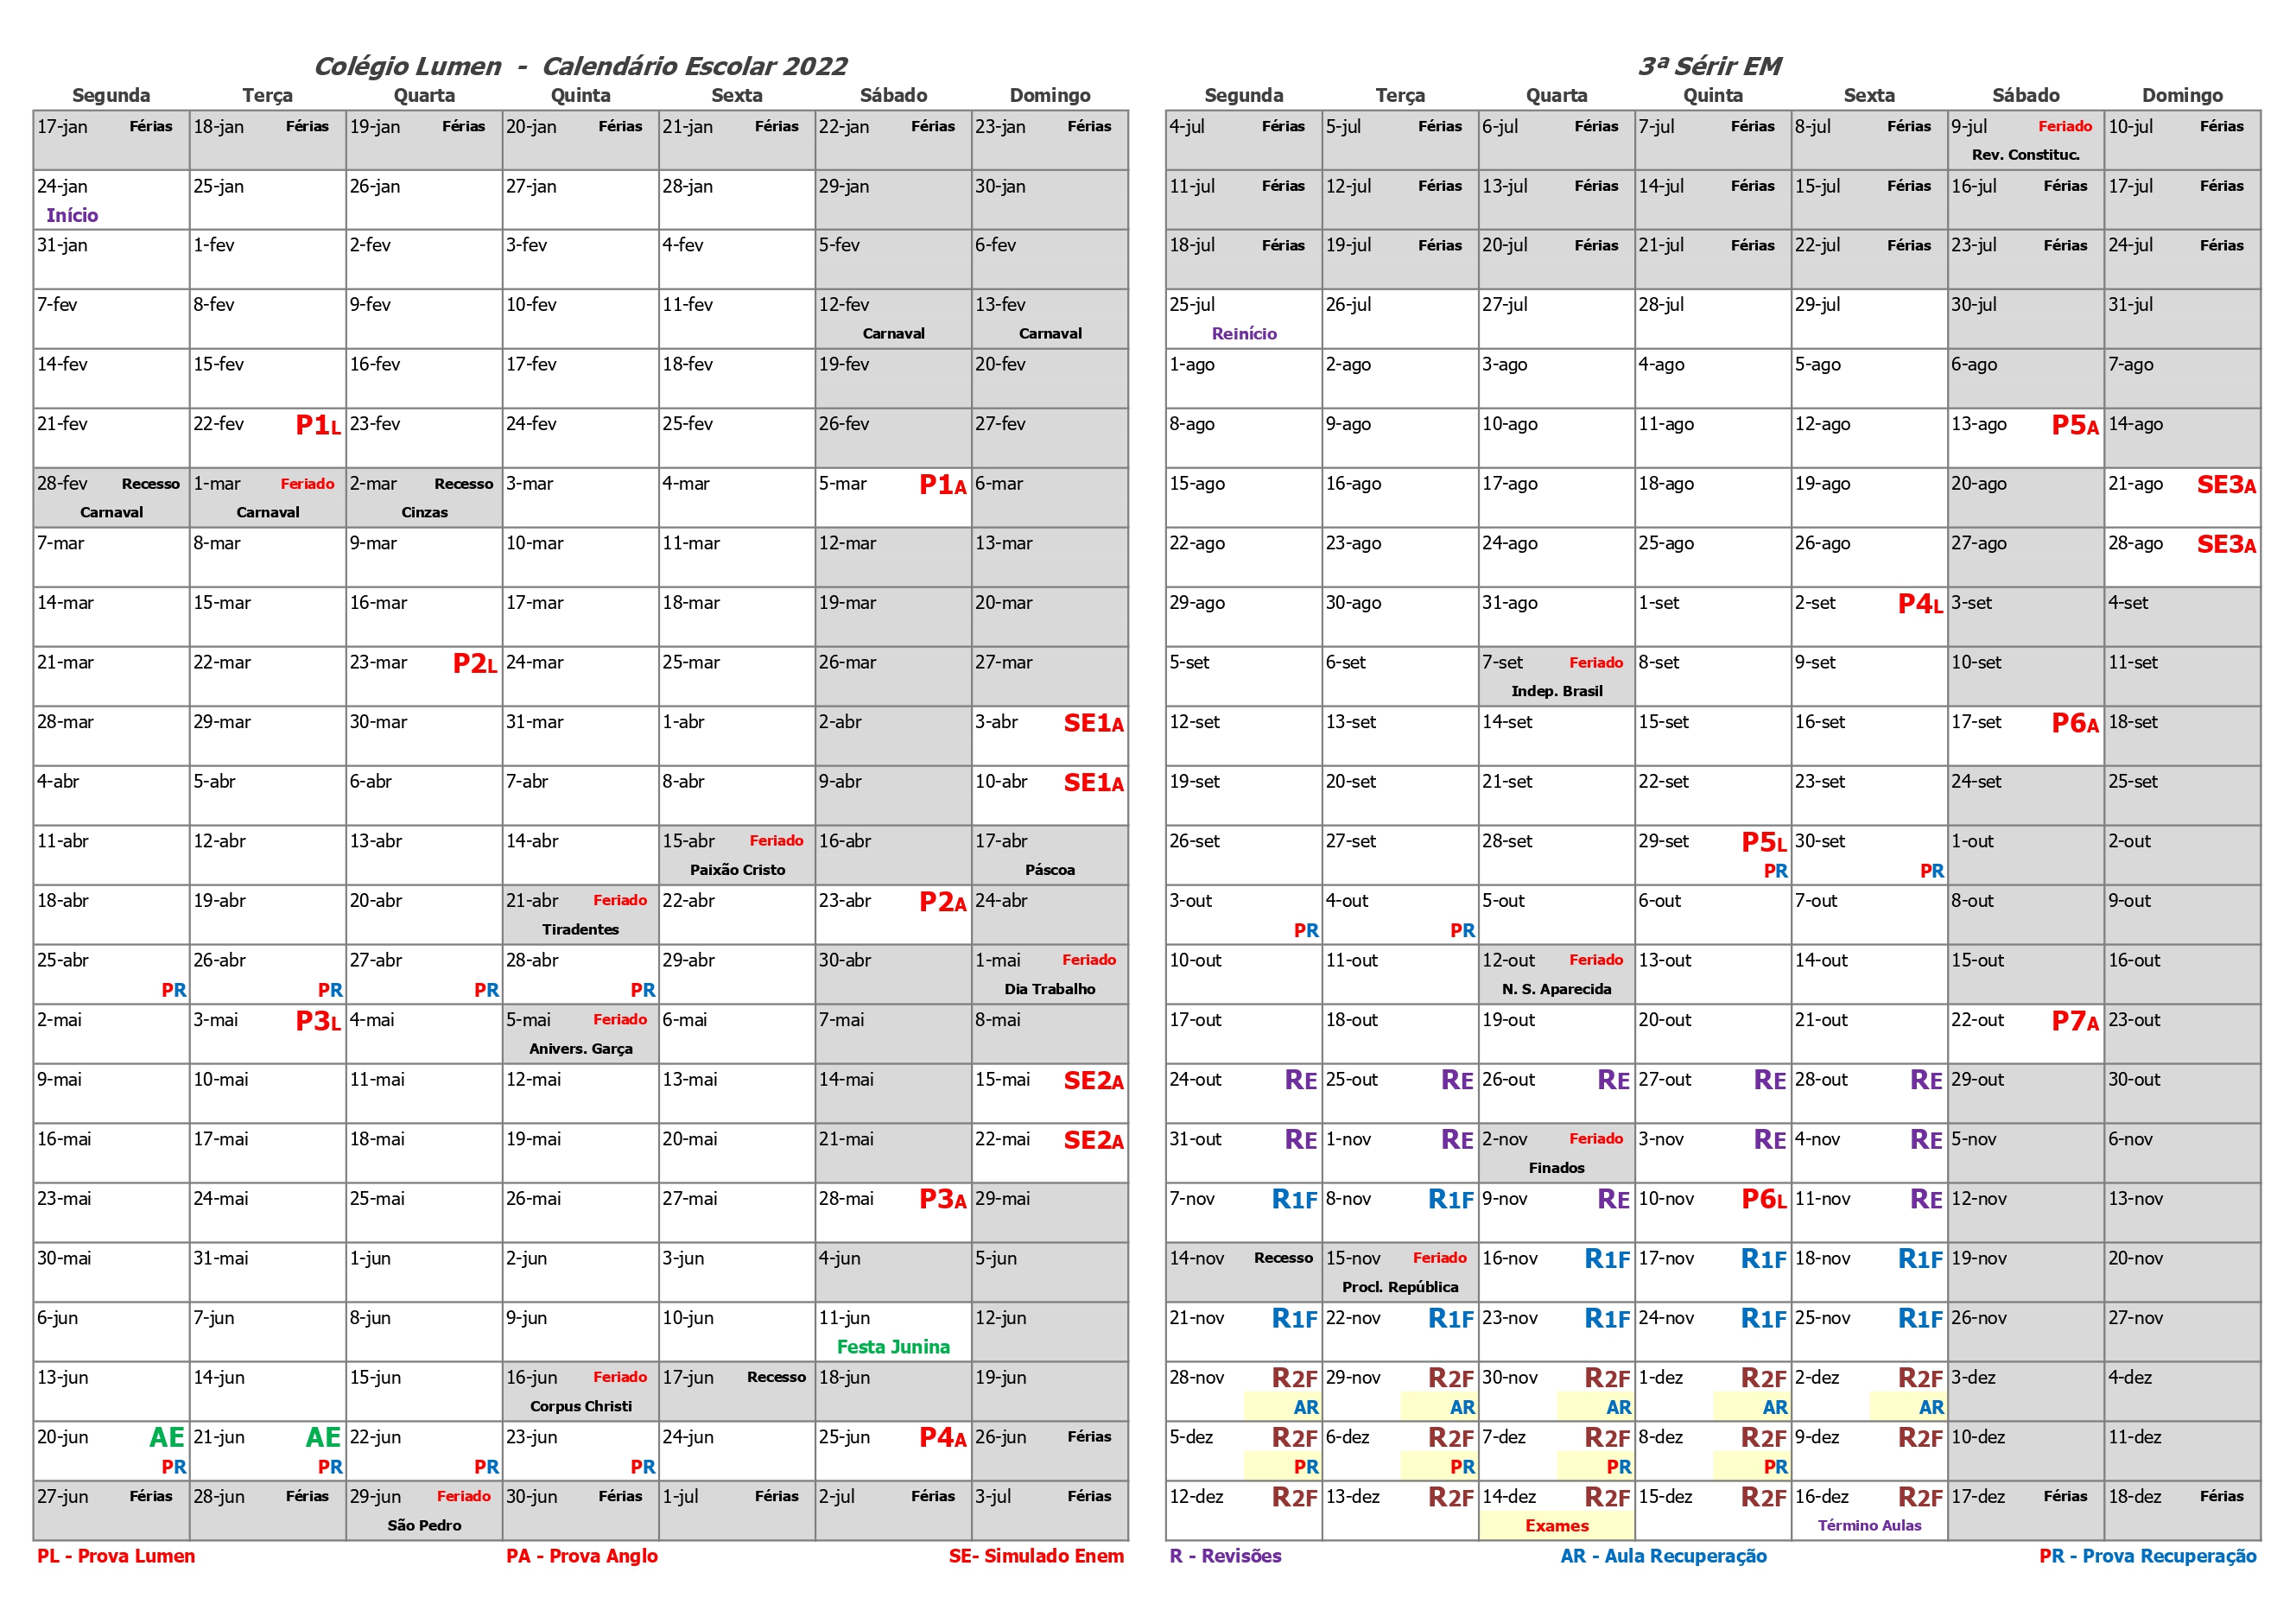 Colégio Lumen - Calendário Escolar 2022
Segunda Terça Quarta Quinta Sexta Sábado Domingo
17-jan Férias 18-jan Férias 19-jan Férias 20-jan Férias 21-jan Férias 22-jan Férias 23-jan Férias
24-jan 25-jan 26-jan 27-jan 28-jan 29-jan 30-jan
Início
31-jan 1-fev 2-fev 3-fev 4-fev 5-fev 6-fev
7-fev 8-fev 9-fev 10-fev 11-fev 12-fev 13-fev
Carnaval Carnaval
14-fev 15-fev 16-fev 17-fev 18-fev 19-fev 20-fev
21-fev 22-fev P1L 23-fev 24-fev 25-fev 26-fev 27-fev
28-fev Recesso 1-mar Feriado 2-mar Recesso 3-mar 4-mar 5-mar P1A 6-mar
Carnaval Carnaval Cinzas
7-mar 8-mar 9-mar 10-mar 11-mar 12-mar 13-mar
14-mar 15-mar 16-mar 17-mar 18-mar 19-mar 20-mar
21-mar 22-mar 23-mar P2L 24-mar 25-mar 26-mar 27-mar
28-mar 29-mar 30-mar 31-mar 1-abr 2-abr 3-abr SE1A
4-abr 5-abr 6-abr 7-abr 8-abr 9-abr 10-abr SE1A
11-abr 12-abr 13-abr 14-abr 15-abr Feriado 16-abr 17-abr
Paixão Cristo Páscoa
18-abr 19-abr 20-abr 21-abr Feriado 22-abr 23-abr P2A 24-abr
Tiradentes
25-abr 26-abr 27-abr 28-abr 29-abr 30-abr 1-mai Feriado
PR PR PR PR Dia Trabalho
2-mai 3-mai P3L 4-mai 5-mai Feriado 6-mai 7-mai 8-mai
Anivers. Garça
9-mai 10-mai 11-mai 12-mai 13-mai 14-mai 15-mai SE2A
16-mai 17-mai 18-mai 19-mai 20-mai 21-mai 22-mai SE2A
23-mai 24-mai 25-mai 26-mai 27-mai 28-mai P3A 29-mai
30-mai 31-mai 1-jun 2-jun 3-jun 4-jun 5-jun
6-jun 7-jun 8-jun 9-jun 10-jun 11-jun 12-jun
Festa Junina
13-jun 14-jun 15-jun 16-jun Feriado 17-jun Recesso 18-jun 19-jun
Corpus Christi
20-jun AE 21-jun AE 22-jun 23-jun 24-jun 25-jun P4A 26-jun Férias
PR PR PR PR
27-jun Férias 28-jun Férias 29-jun Feriado 30-jun Férias 1-jul Férias 2-jul Férias 3-jul Férias
São Pedro
PL - Prova Lumen PA - Prova Anglo SE- Simulado Enem
3ª Sérir EM
Segunda Terça Quarta Quinta Sexta Sábado Domingo
4-jul Férias 5-jul Férias 6-jul Férias 7-jul Férias 8-jul Férias 9-jul Feriado 10-jul Férias
Rev. Constituc.
11-jul Férias 12-jul Férias 13-jul Férias 14-jul Férias 15-jul Férias 16-jul Férias 17-jul Férias
18-jul Férias 19-jul Férias 20-jul Férias 21-jul Férias 22-jul Férias 23-jul Férias 24-jul Férias
25-jul 26-jul 27-jul 28-jul 29-jul 30-jul 31-jul
Reinício
1-ago 2-ago 3-ago 4-ago 5-ago 6-ago 7-ago
8-ago 9-ago 10-ago 11-ago 12-ago 13-ago P5A 14-ago
15-ago 16-ago 17-ago 18-ago 19-ago 20-ago 21-ago SE3A
22-ago 23-ago 24-ago 25-ago 26-ago 27-ago 28-ago SE3A
29-ago 30-ago 31-ago 1-set 2-set P4L 3-set 4-set
5-set 6-set 7-set Feriado 8-set 9-set 10-set 11-set
Indep. Brasil
12-set 13-set 14-set 15-set 16-set 17-set P6A 18-set
19-set 20-set 21-set 22-set 23-set 24-set 25-set
26-set 27-set 28-set 29-set P5L 30-set 1-out 2-out
PR PR
3-out 4-out 5-out 6-out 7-out 8-out 9-out
PR PR
10-out 11-out 12-out Feriado 13-out 14-out 15-out 16-out
N. S. Aparecida
17-out 18-out 19-out 20-out 21-out 22-out P7A 23-out
24-out RE 25-out RE 26-out RE 27-out RE 28-out RE 29-out 30-out
31-out RE 1-nov RE 2-nov Feriado 3-nov RE 4-nov RE 5-nov 6-nov
Finados
7-nov R1F 8-nov R1F 9-nov RE 10-nov P6L 11-nov RE 12-nov 13-nov
14-nov Recesso 15-nov Feriado 16-nov R1F 17-nov R1F 18-nov R1F 19-nov 20-nov
Procl. República
21-nov R1F 22-nov R1F 23-nov R1F 24-nov R1F 25-nov R1F 26-nov 27-nov
28-nov R2F 29-nov R2F 30-nov R2F 1-dez R2F 2-dez R2F 3-dez 4-dez
AR AR AR AR AR
5-dez R2F 6-dez R2F 7-dez R2F 8-dez R2F 9-dez R2F 10-dez 11-dez
PR PR PR PR
12-dez R2F 13-dez R2F 14-dez R2F 15-dez R2F 16-dez R2F 17-dez Férias 18-dez Férias
Exames Término Aulas
R - Revisões AR - Aula Recuperação PR - Prova Recuperação